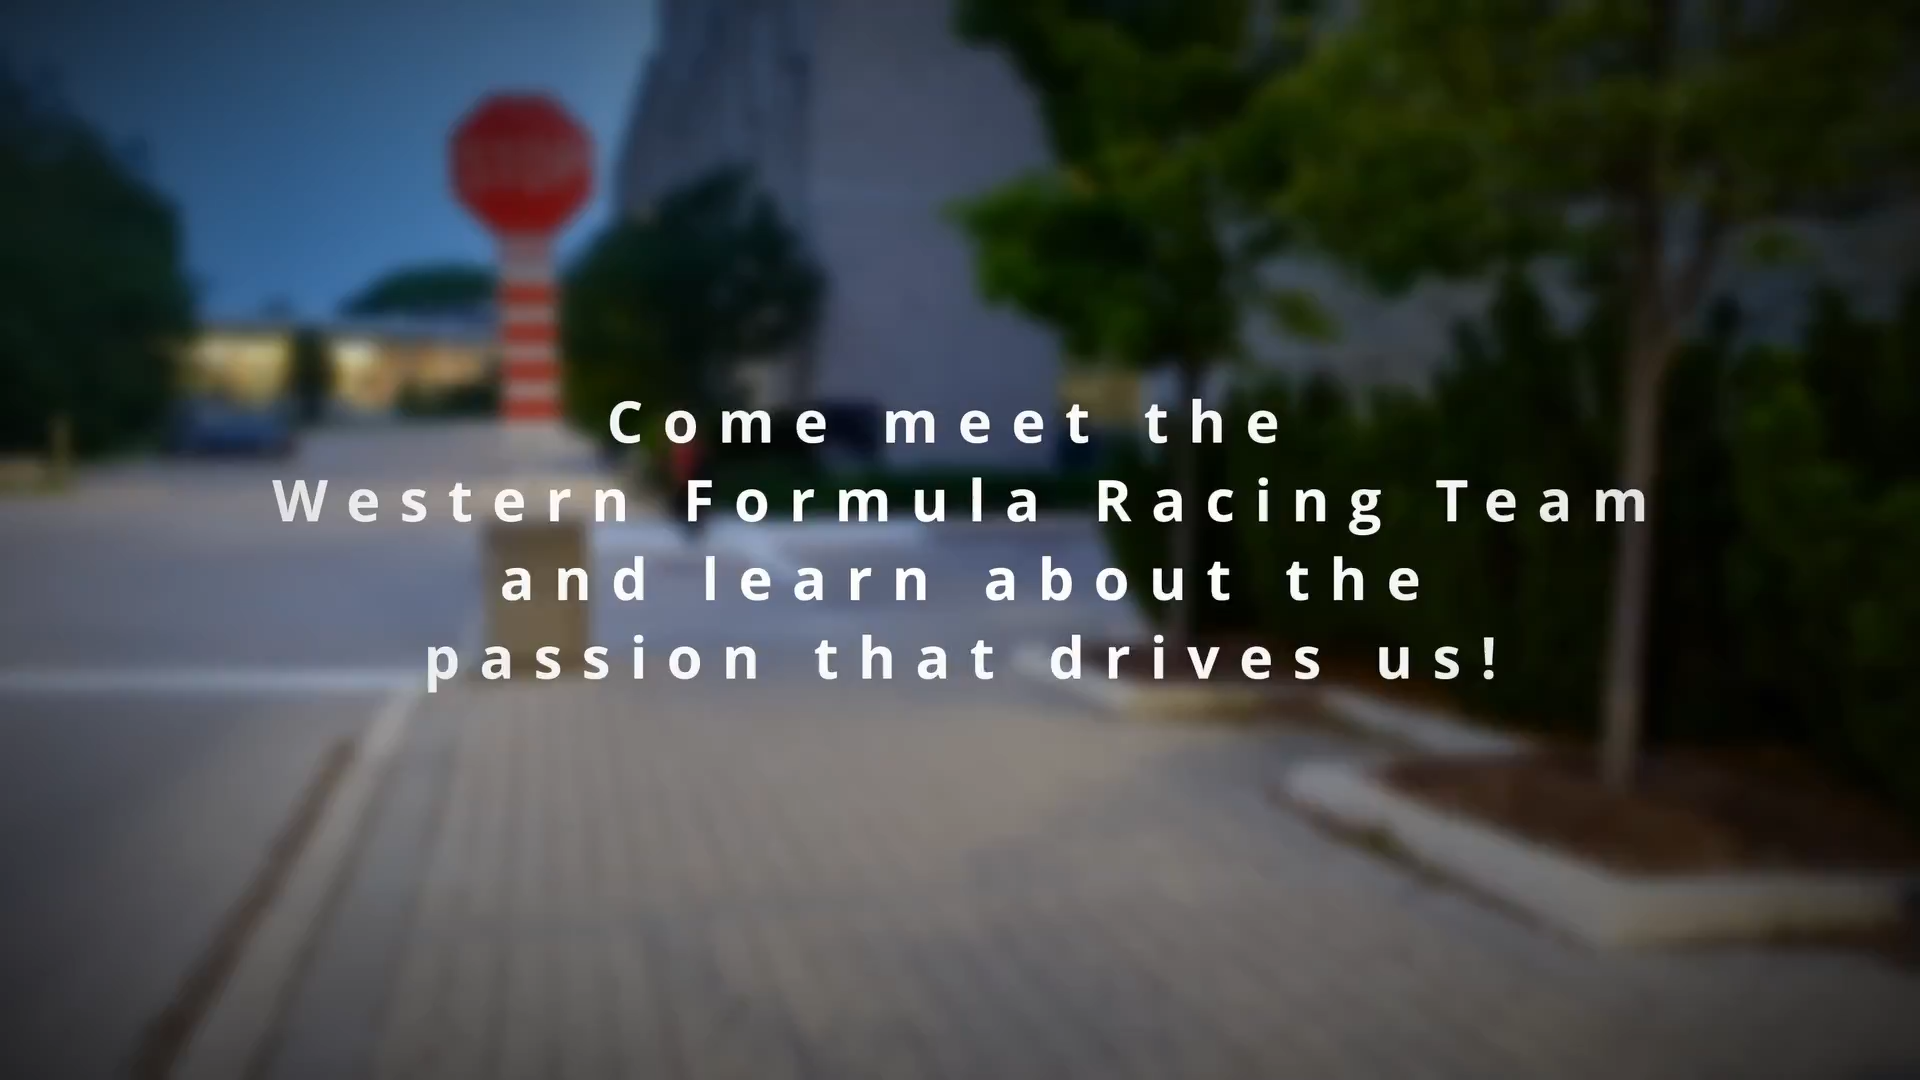 Come meet the
Western Formula Racing Team
and learn about the
passion that drives us!